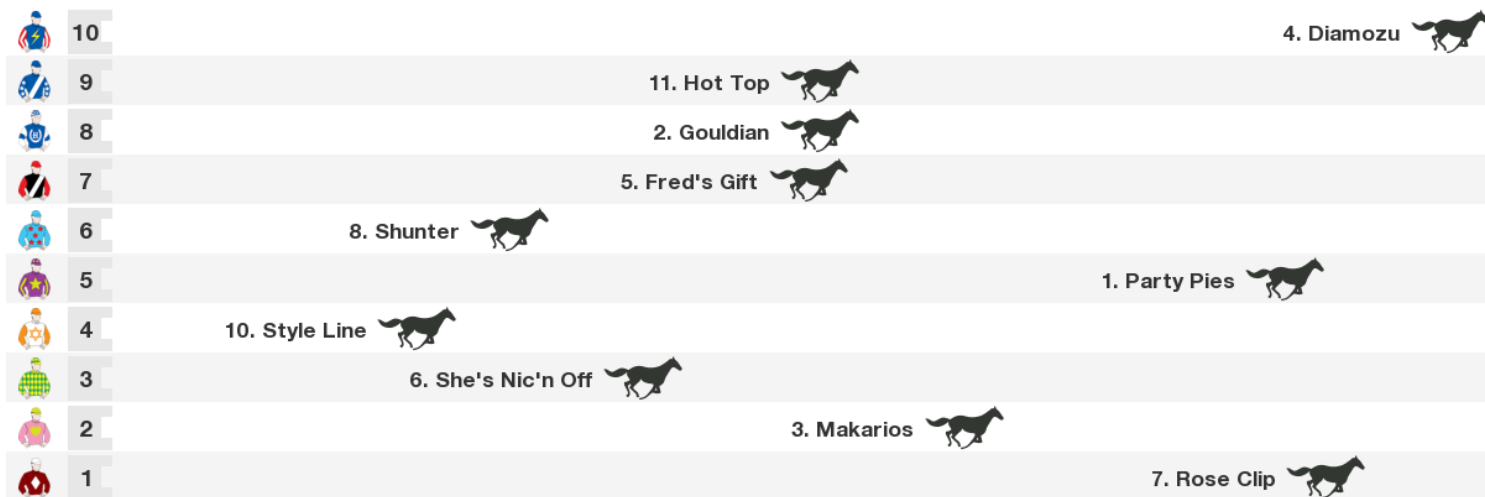 10 4. Diamozu
9 11. Hot Top
8 2. Gouldian
7 5. Fred's Gift
6 8. Shunter
5 1. Party Pies
4 10. Style Line
3 6. She's Nic'n Off
2 3. Makarios
1 7. Rose Clip